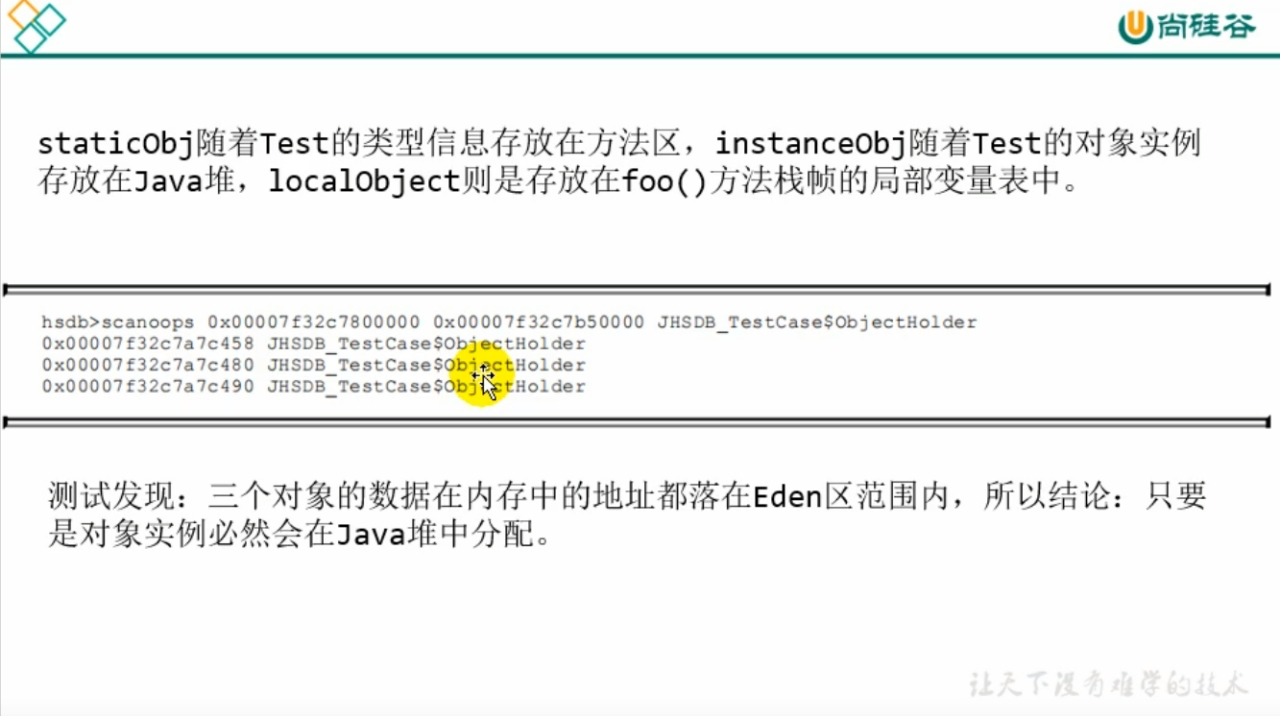 尚硅谷
staticObj随着Test的类型信息存放在方法区，instanceObj随着Test的对象实例
存放在Java堆，localObject则是存放在foo()方法栈帧的局部变量表中。
hsdb>scanoops 0x00007f32c7800000 0x00007f32c7b50000 JHSDB_TestCase$ObjectHolder
0x00007f32c7a7c458 JHSDB_TestCase$ObjectHolder
0x00007f32c7a7c480 JHSDB_TestCase$ObjectHolder
0x00007f32c7a7c490 JHSDB_TestCase$ObjectHolder
测试发现：三个对象的数据在内存中的地址都落在Eden区范围内，所以结论：只要
是对象实例必然会在Java堆中分配。
让天下没有难学的技术